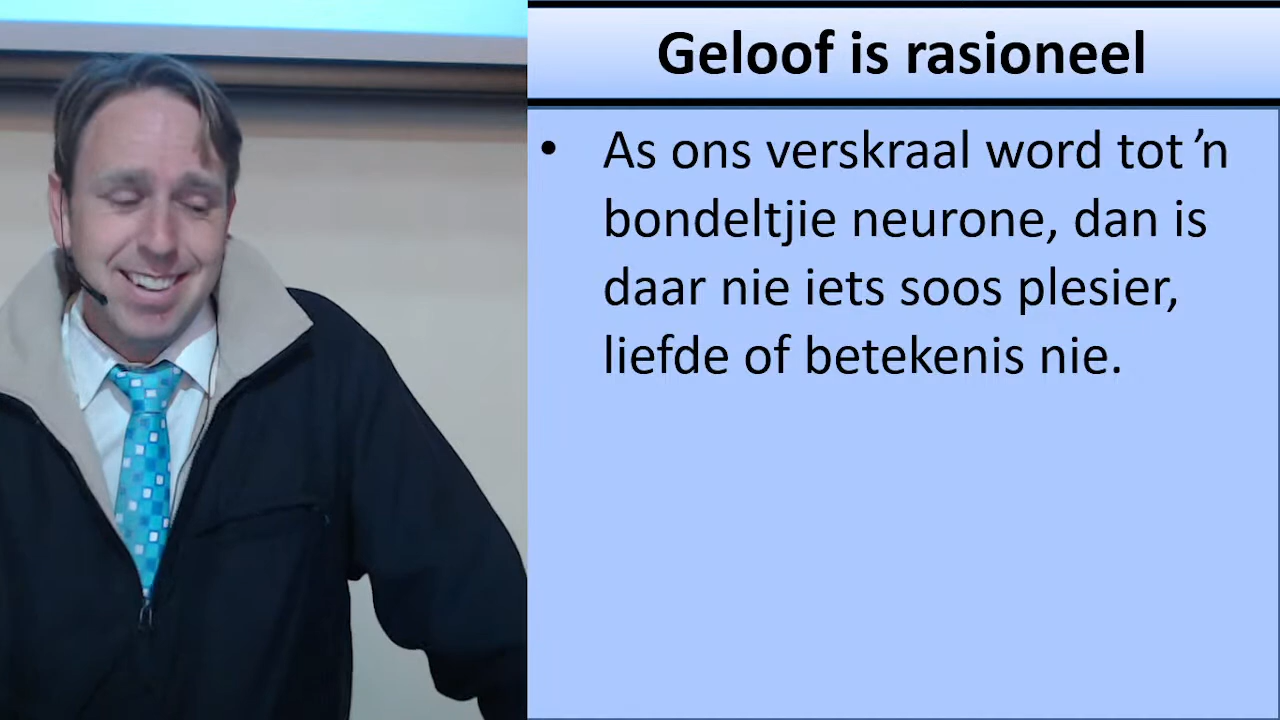 Geloof is rasioneel
• As ons verskraal word tot ’n
bondeltjie neurone, dan is
daar nie iets soos plesier,
liefde of betekenis nie.